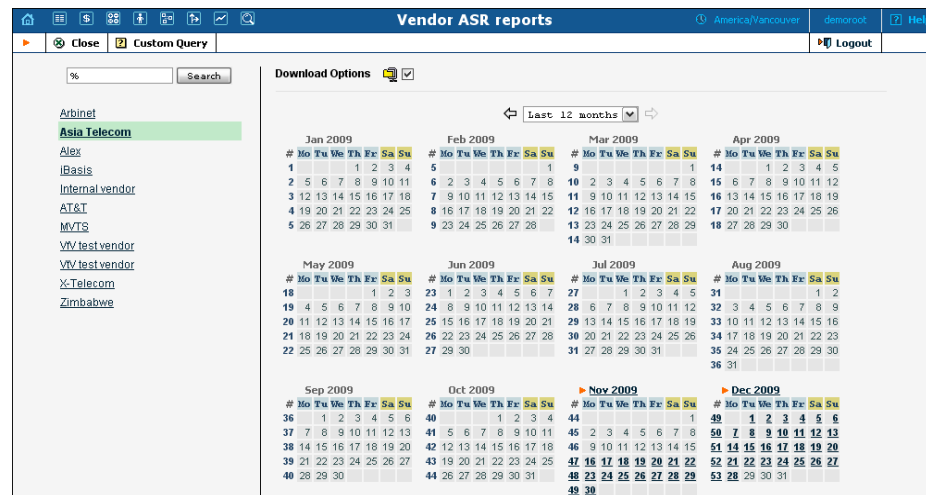 Vendor ASR reports America/Vancouver demoroot ? Help
Close ? Custom Query Logout
% Search Download Options
Last 12 months
Arbinet
Asia Telecom
Alex
iBasis
Internal vendor
AT&T
MVTS
VfV test vendor
VfV test vendor
X-Telecom
Zimbabwe
Jan 2009 Feb 2009 Mar 2009 Apr 2009
# Mo Tu We Th Fr Sa Su # Mo Tu We Th Fr Sa Su # Mo Tu We Th Fr Sa Su # Mo Tu We Th Fr Sa Su
1 1 2 3 4 5 1 9 1 14 1 2 3 4 5
2 5 6 7 8 9 10 11 6 2 3 4 5 6 7 8 10 2 3 4 5 6 7 8 15 6 7 8 9 10 11 12
3 12 13 14 15 16 17 18 7 9 10 11 12 13 14 15 11 9 10 11 12 13 14 15 16 13 14 15 16 17 18 19
4 19 20 21 22 23 24 25 8 16 17 18 19 20 21 22 12 16 17 18 19 20 21 22 17 20 21 22 23 24 25 26
5 26 27 28 29 30 31 9 23 24 25 26 27 28 13 23 24 25 26 27 28 29 18 27 28 29 30
14 30 31
May 2009 Jun 2009 Jul 2009 Aug 2009
# Mo Tu We Th Fr Sa Su # Mo Tu We Th Fr Sa Su # Mo Tu We Th Fr Sa Su # Mo Tu We Th Fr Sa Su
18 1 2 3 23 1 2 3 4 5 6 7 27 1 2 3 4 5 31 1 2
19 4 5 6 7 8 9 10 24 8 9 10 11 12 13 14 28 6 7 8 9 10 11 12 32 3 4 5 6 7 8 9
20 11 12 13 14 15 16 17 25 15 16 17 18 19 20 21 29 13 14 15 16 17 18 19 33 10 11 12 13 14 15 16
21 18 19 20 21 22 23 24 26 22 23 24 25 26 27 28 30 20 21 22 23 24 25 26 34 17 18 19 20 21 22 23
22 25 26 27 28 29 30 31 27 29 30 31 27 28 29 30 31 35 24 25 26 27 28 29 30
36 31
Sep 2009 Oct 2009 Nov 2009 Dec 2009
# Mo Tu We Th Fr Sa Su # Mo Tu We Th Fr Sa Su # Mo Tu We Th Fr Sa Su # Mo Tu We Th Fr Sa Su
36 1 2 3 4 5 6 40 1 2 3 4 44 1 49 1 2 3 4 5 6
37 7 8 9 10 11 12 13 41 5 6 7 8 9 10 11 45 2 3 4 5 6 7 8 50 7 8 9 10 11 12 13
38 14 15 16 17 18 19 20 42 12 13 14 15 16 17 18 46 9 10 11 12 13 14 15 51 14 15 16 17 18 19 20
39 21 22 23 24 25 26 27 43 19 20 21 22 23 24 25 47 16 17 18 19 20 21 22 52 21 22 23 24 25 26 27
40 28 29 30 44 26 27 28 29 30 31 48 23 24 25 26 27 28 29 53 28 29 30 31
49 30